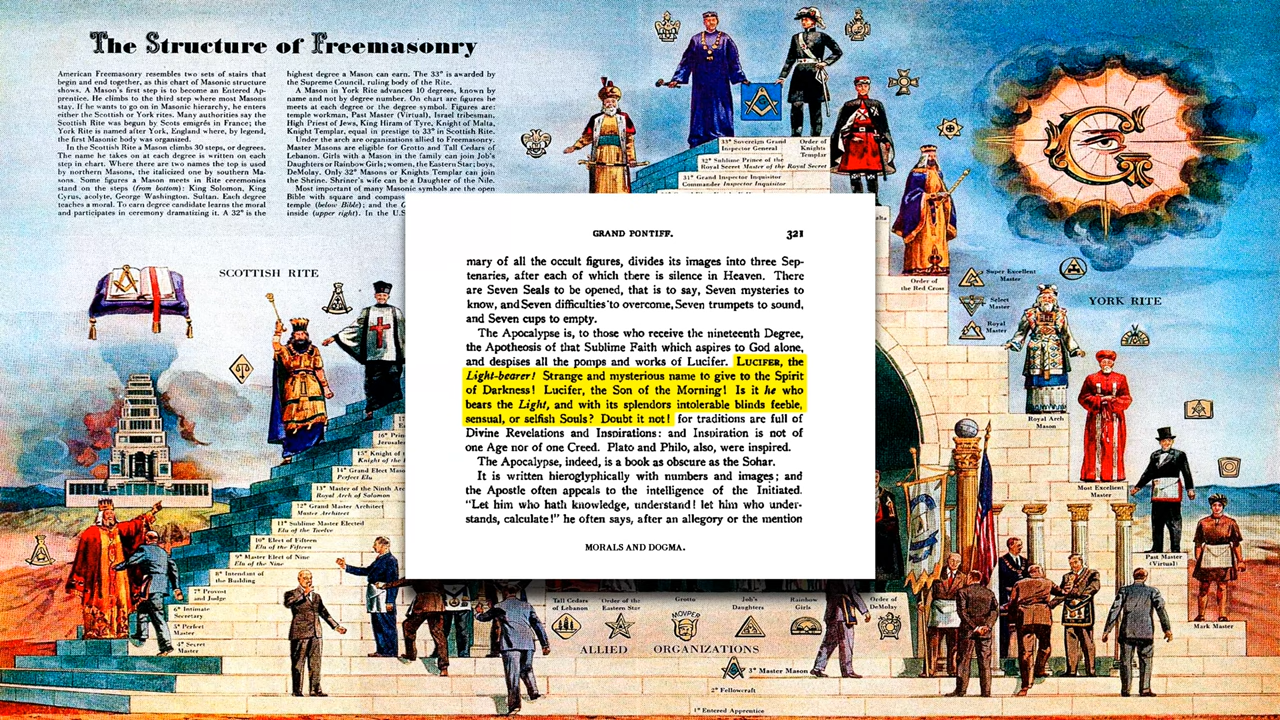 The Structure of Freemasonry
American Freemasonry resembles two sets of stairs that
begin and end together, as this chart of Masonic structure
shows. A Mason's first step is to become an Entered Ap-
prentice. He climbs to the third step where most Masons
stay. If he wants to go on in Masonic hierarchy, he enters
either the Scottish or York rites. Many authorities say the
Scottish Rite was begun by Scots emigrés in France; the
York Rite is named after York, England where, by legend,
the first Masonic body was organized.
In the Scottish Rite a Mason climbs 30 steps, or degrees.
The name he takes on at each degree is written on each
step in chart. Where there are two names the top is used
by northern Masons, the italicized one by southern Ma-
sons. Some figures a Mason meets in Rite ceremonies
stand on the steps (from bottom): King Solomon, King
Cyrus, acolyte, George Washington, Sultan. Each degree
teaches a moral. To earn degree candidate learns the moral
and participates in ceremony dramatizing it. A 32° is the
highest degree a Mason can earn. The 33° is awarded by
the Supreme Council, ruling body of the Rite.
A Mason in York Rite advances 10 degrees, known by
name and not by degree number. On chart are figures he
meets at each degree or the degree symbol. Figures are:
temple workman, Past Master (Virtual), Israel tribesman,
High Priest of Jews, King Hiram of Tyre, Knight of Malta,
Knight Templar, equal in prestige to 33° in Scottish Rite.
Under the arch are organizations allied to Freemasonry.
Master Masons are eligible for Grotto and Tall Cedars of
Lebanon. Girls with a Mason in the family can join Job's
Daughters or Rainbow Girls; women, the Eastern Star; boys,
DeMolay. Only 32° Masons or Knights Templar can join
the Shrine. Shriner's wife can be a Daughter of the Nile.
Most important of many Masonic symbols are the open
Bible with square and compass
temple (below Bible); and the G
inside (upper right). In the U.S
33° Sovereign Grand
Inspector General
Order of
Knights
Templar
32° Sublime Prince of the
Royal Secret Master of the Royal Secret
31° Grand Inspector Inquisitor
Commander Inspector Inquisitor
G
Order of
the Red Cross
Super Excellent
Master
Select
Master
Royal
Master
SCOTTISH RITE
YORK RITE
GRAND PONTIFF. 321
mary of all the occult figures, divides its images into three Sep-
tenaries, after each of which there is silence in Heaven. There
are Seven Seals to be opened, that is to say, Seven mysteries to
know, and Seven difficulties to overcome, Seven trumpets to sound,
and Seven cups to empty.
The Apocalypse is, to those who receive the nineteenth Degree,
the Apotheosis of that Sublime Faith which aspires to God alone,
and despises all the pomps and works of Lucifer. LUCIFER, the
Light-bearer! Strange and mysterious name to give to the Spirit
of Darkness! Lucifer, the Son of the Morning! Is it he who
bears the Light, and with its splendors intolerable blinds feeble,
sensual, or selfish Souls? Doubt it not! for traditions are full of
Divine Revelations and Inspirations: and Inspiration is not of
one Age nor of one Creed. Plato and Philo, also, were inspired.
The Apocalypse, indeed, is a book as obscure as the Sohar.
It is written hieroglyphically with numbers and images; and
the Apostle often appeals to the intelligence of the Initiated.
"Let him who hath knowledge, understand! let him who under-
stands, calculate!" he often says, after an allegory or the mention
MORALS AND DOGMA.
Royal Arch
Mason
Most Excellent
Master
Past Master
(Virtual)
Mark Master
15° Knight of
14° Grand Elect Mason
Perfect Elu
13° Master of the Ninth Arc
Royal Arch of Solomon
12° Grand Master Architect
Master Architect
11° Sublime Master Elected
Elu of the Twelve
10° Elect of Fifteen
Elu of the Fifteen
9° Master Elect of Nine
Elu of the Nine
8° Intendant of
the Building
7° Provost
and Judge
6° Intimate
Secretary
5° Perfect
Master
4° Secret
Master
Tall Cedars
of Lebanon
Order of the
Eastern Star
Grotto
MOVPER
Job's
Daughters
Rainbow
Girls
Order of
DeMolay
ALLIED ORGANIZATIONS
3° Master Mason
2° Fellowcraft
1° Entered Apprentice